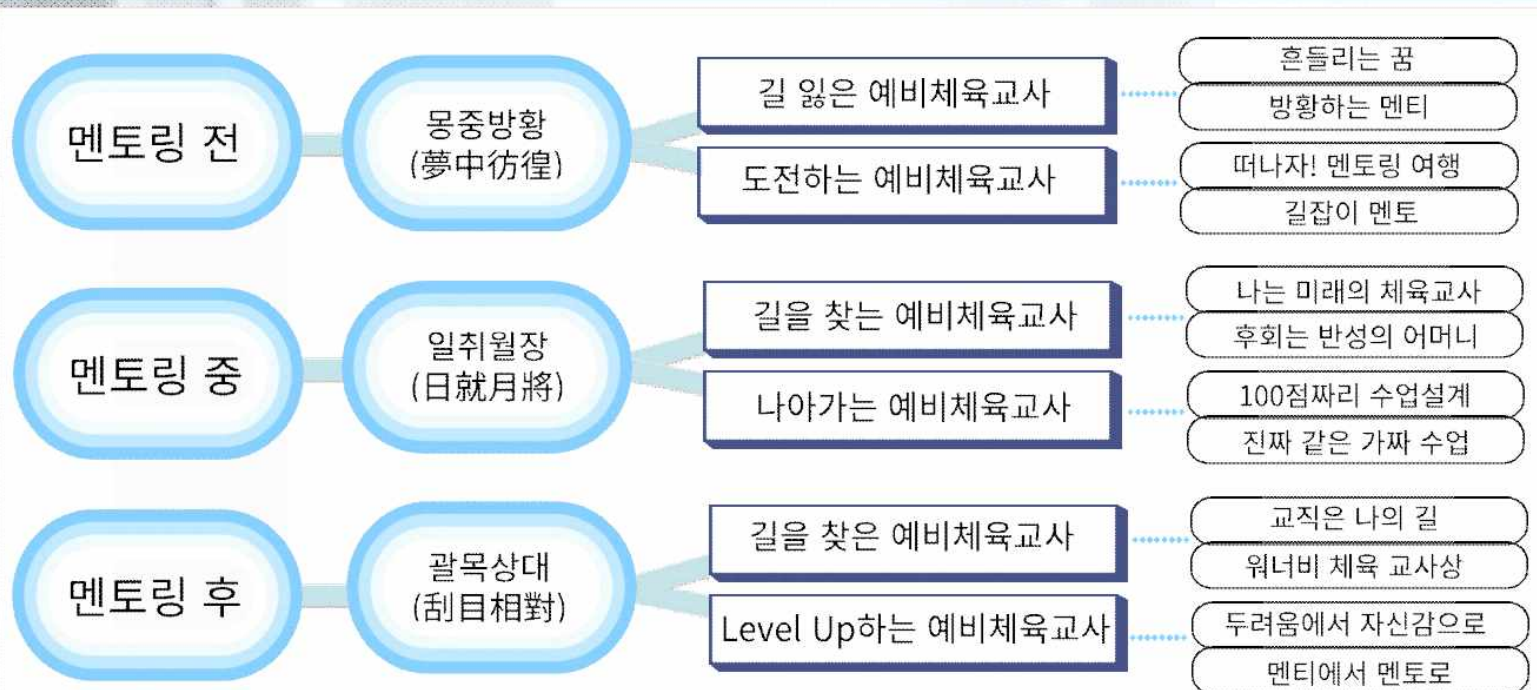 멘토링 전
몽중방황
(夢中彷徨)
길 잃은 예비체육교사
흔들리는 꿈
방황하는 멘티
도전하는 예비체육교사
떠나자! 멘토링 여행
길잡이 멘토
멘토링 중
일취월장
(日就月將)
길을 찾는 예비체육교사
나는 미래의 체육교사
후회는 반성의 어머니
나아가는 예비체육교사
100점짜리 수업설계
진짜 같은 가짜 수업
멘토링 후
괄목상대
(刮目相對)
길을 찾은 예비체육교사
교직은 나의 길
워너비 체육 교사상
Level Up하는 예비체육교사
두려움에서 자신감으로
멘티에서 멘토로